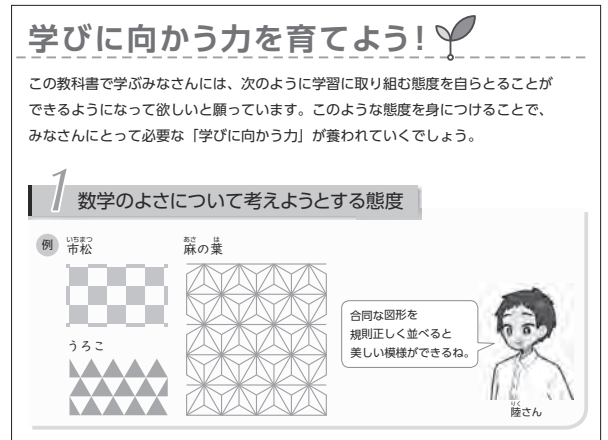 学びに向かう力を育てよう!
この教科書で学ぶみなさんには、次のように学習に取り組む態度を自らとることが
できるようになって欲しいと願っています。このような態度を身につけることで、
みなさんにとって必要な「学びに向かう力」が養われていくでしょう。
1 数学のよさについて考えようとする態度
例
いちまつ
市松
あさ は
麻の葉
うろこ
合同な図形を
規則正しく並べると
美しい模様ができるね。
りく
陸さん